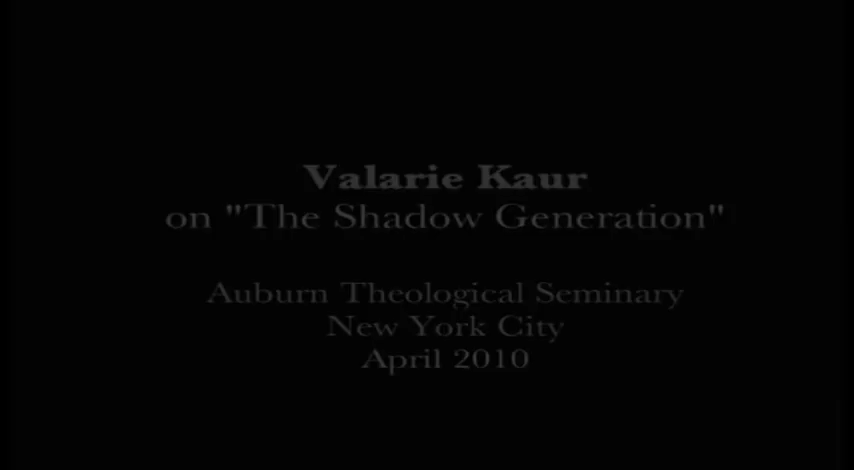 Valarie Kaur
on "The Shadow Generation"
Auburn Theological Seminary
New York City
April 2010